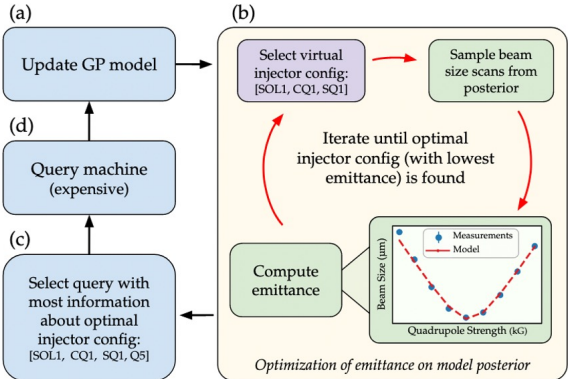 (a)
Update GP model
(d)
Query machine
(expensive)
(c)
Select query with
most information
about optimal
injector config:
[SOL1, CQ1, SQ1, Q5]
(b)
Select virtual
injector config:
[SOL1, CQ1, SQ1]
Sample beam
size scans from
posterior
Iterate until optimal
injector config (with lowest
emittance) is found
Compute
emittance
Measurements
Model
Beam Size (μm)
Quadrupole Strength (kG)
Optimization of emittance on model posterior